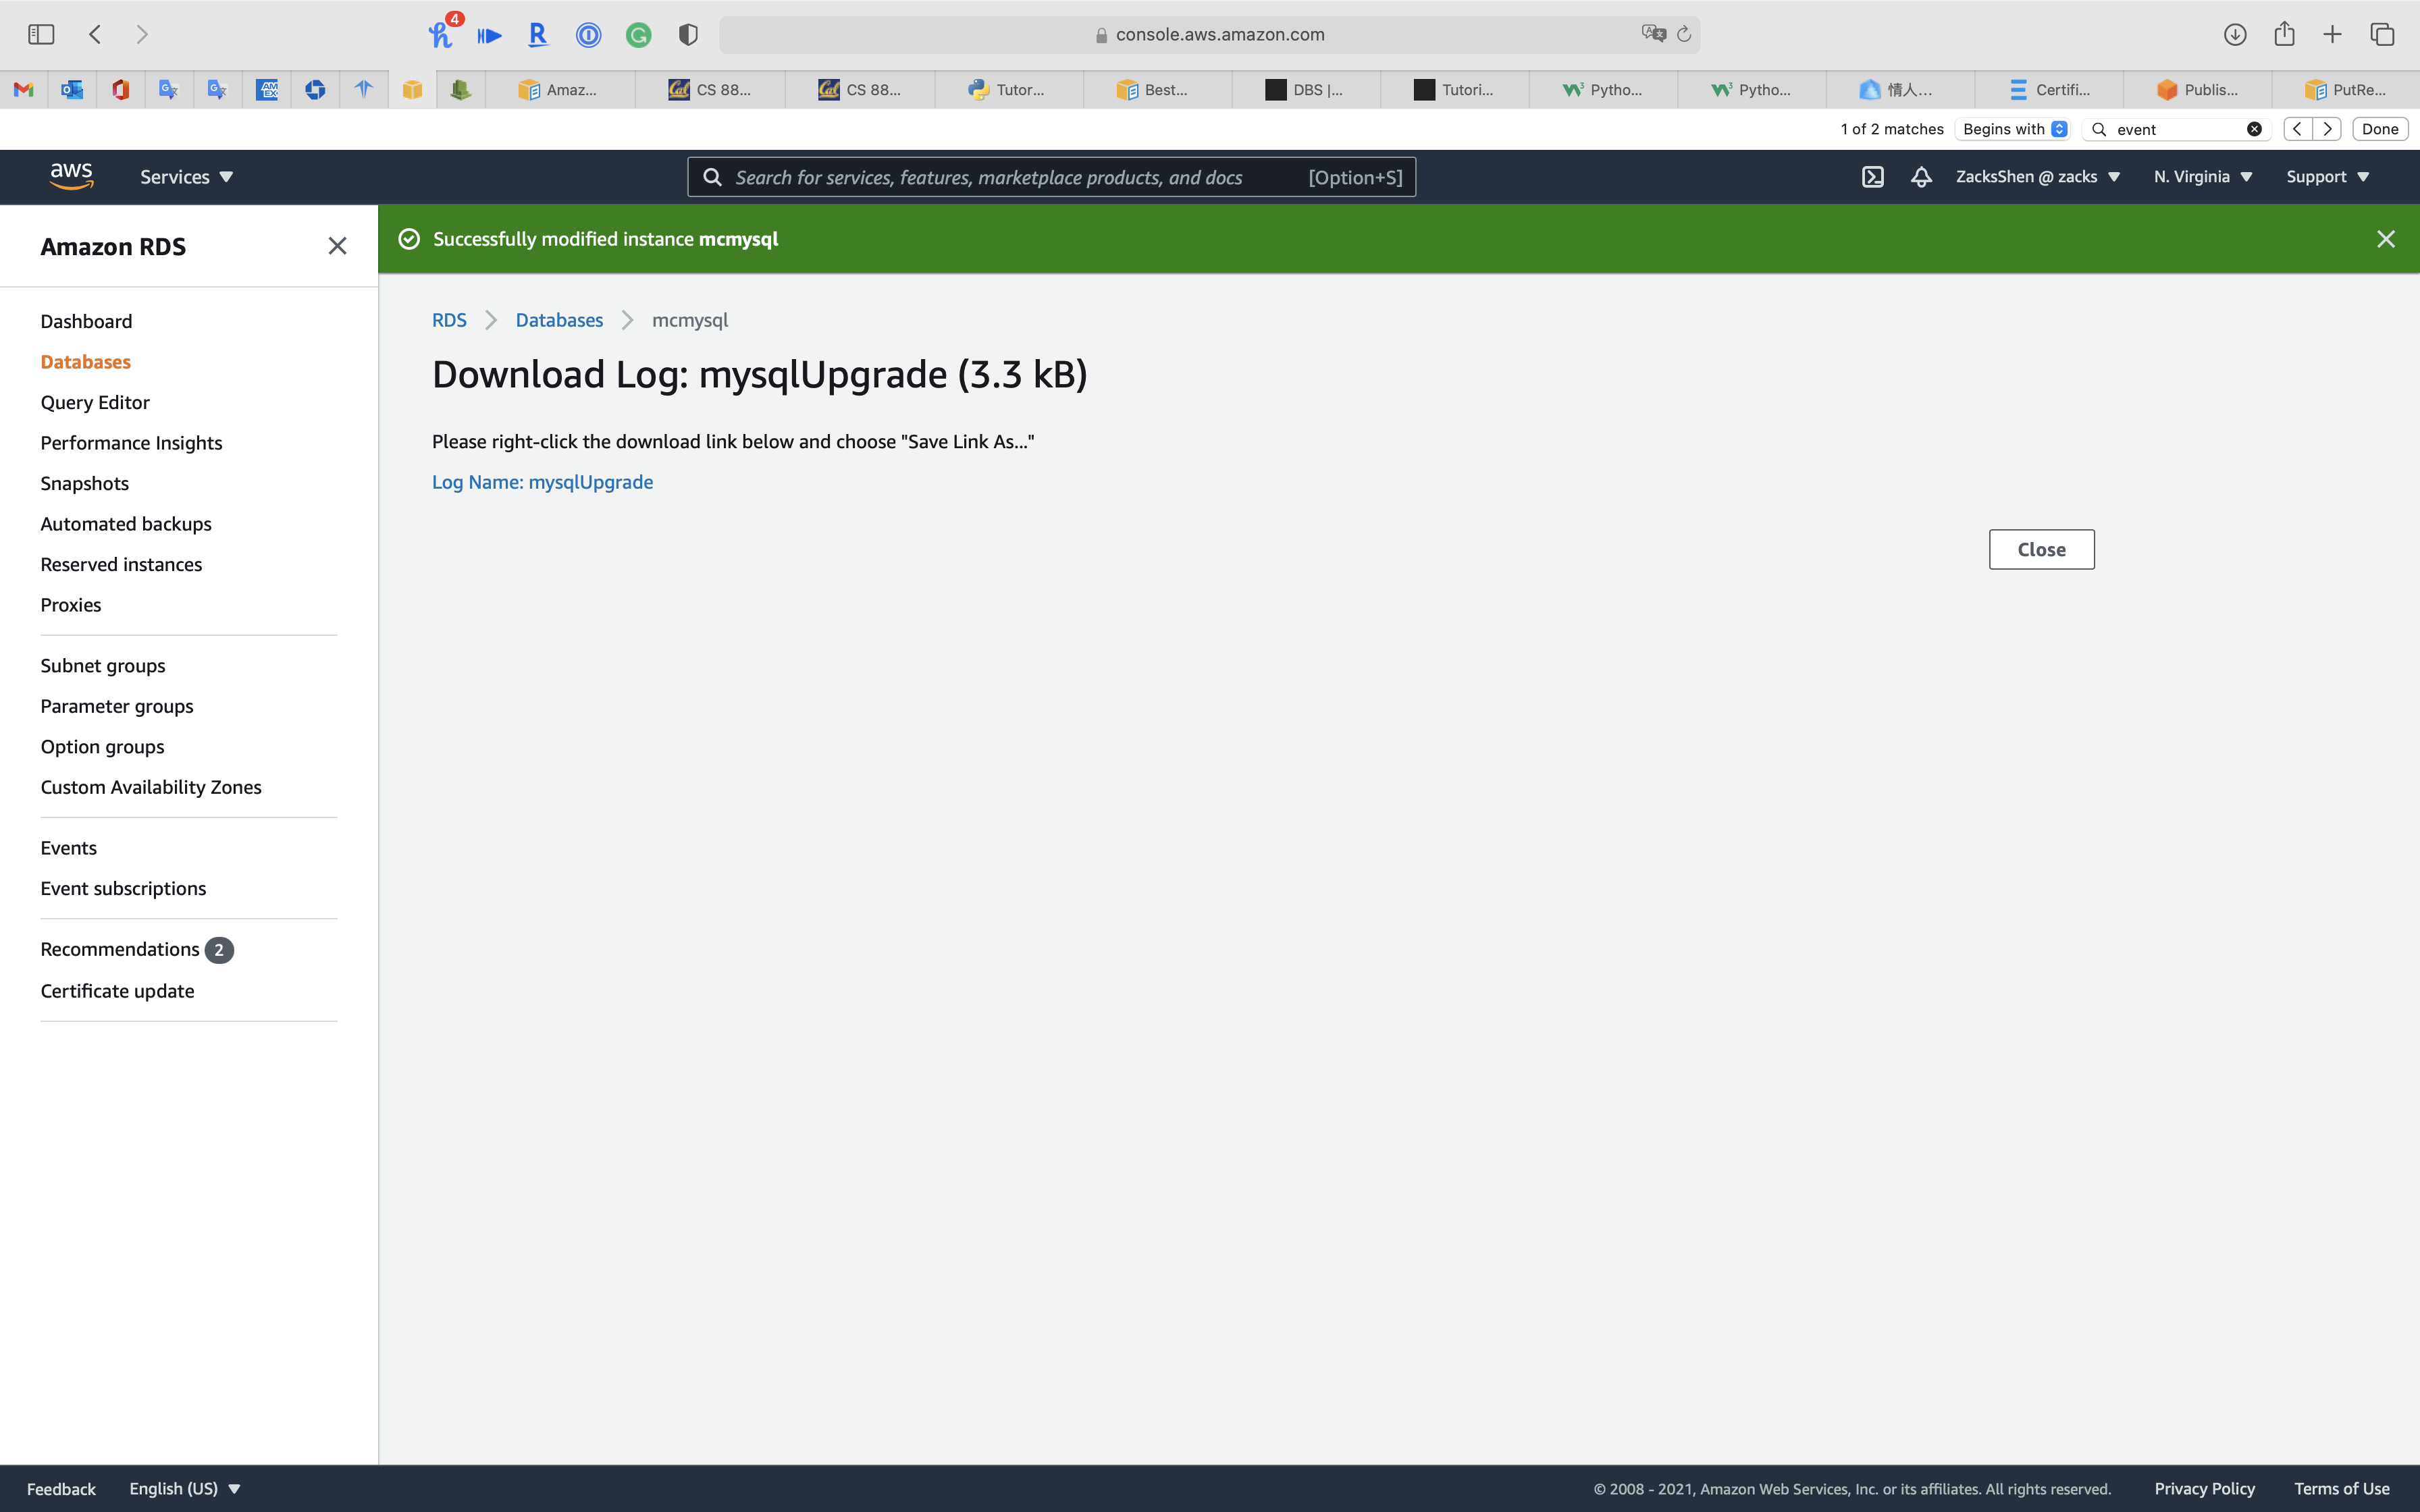 4
console.aws.amazon.com
Amaz...
CS 88...
CS 88...
Tutor...
Best...
DBS |...
Tutori...
Pytho...
Pytho...
情人...
Certifi...
Publis...
PutRe...
1 of 2 matches
Begins with
event
Done
aws
Services
Search for services, features, marketplace products, and docs
[Option+S]
ZacksShen @ zacks
N. Virginia
Support
Amazon RDS
Successfully modified instance mcmysql
Dashboard
Databases
Query Editor
Performance Insights
Snapshots
Automated backups
Reserved instances
Proxies
Subnet groups
Parameter groups
Option groups
Custom Availability Zones
Events
Event subscriptions
Recommendations 2
Certificate update
RDS
Databases
mcmysql
Download Log: mysqlUpgrade (3.3 kB)
Please right-click the download link below and choose "Save Link As..."
Log Name: mysqlUpgrade
Close
Feedback
English (US)
© 2008 - 2021, Amazon Web Services, Inc. or its affiliates. All rights reserved.
Privacy Policy
Terms of Use